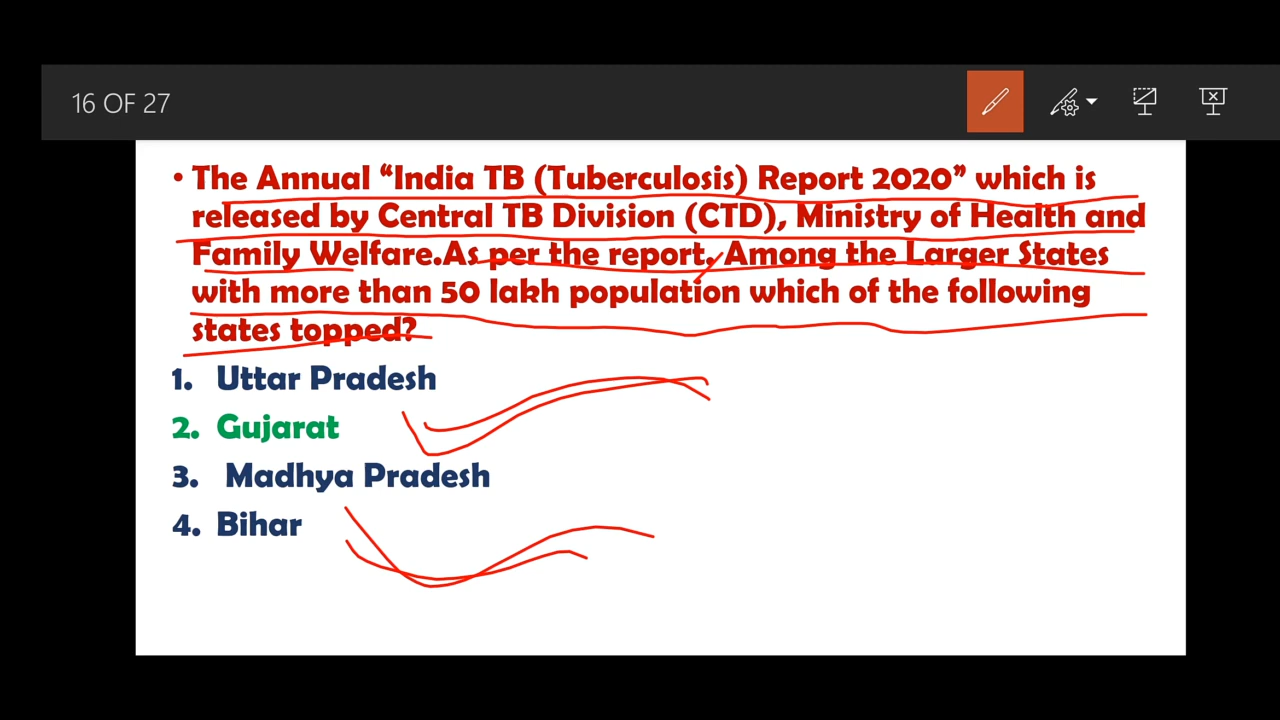 16 OF 27
• The Annual “India TB (Tuberculosis) Report 2020” which is
released by Central TB Division (CTD), Ministry of Health and
Family Welfare.As per the report, Among the Larger States
with more than 50 lakh population which of the following
states topped?
1. Uttar Pradesh
2. Gujarat
3. Madhya Pradesh
4. Bihar